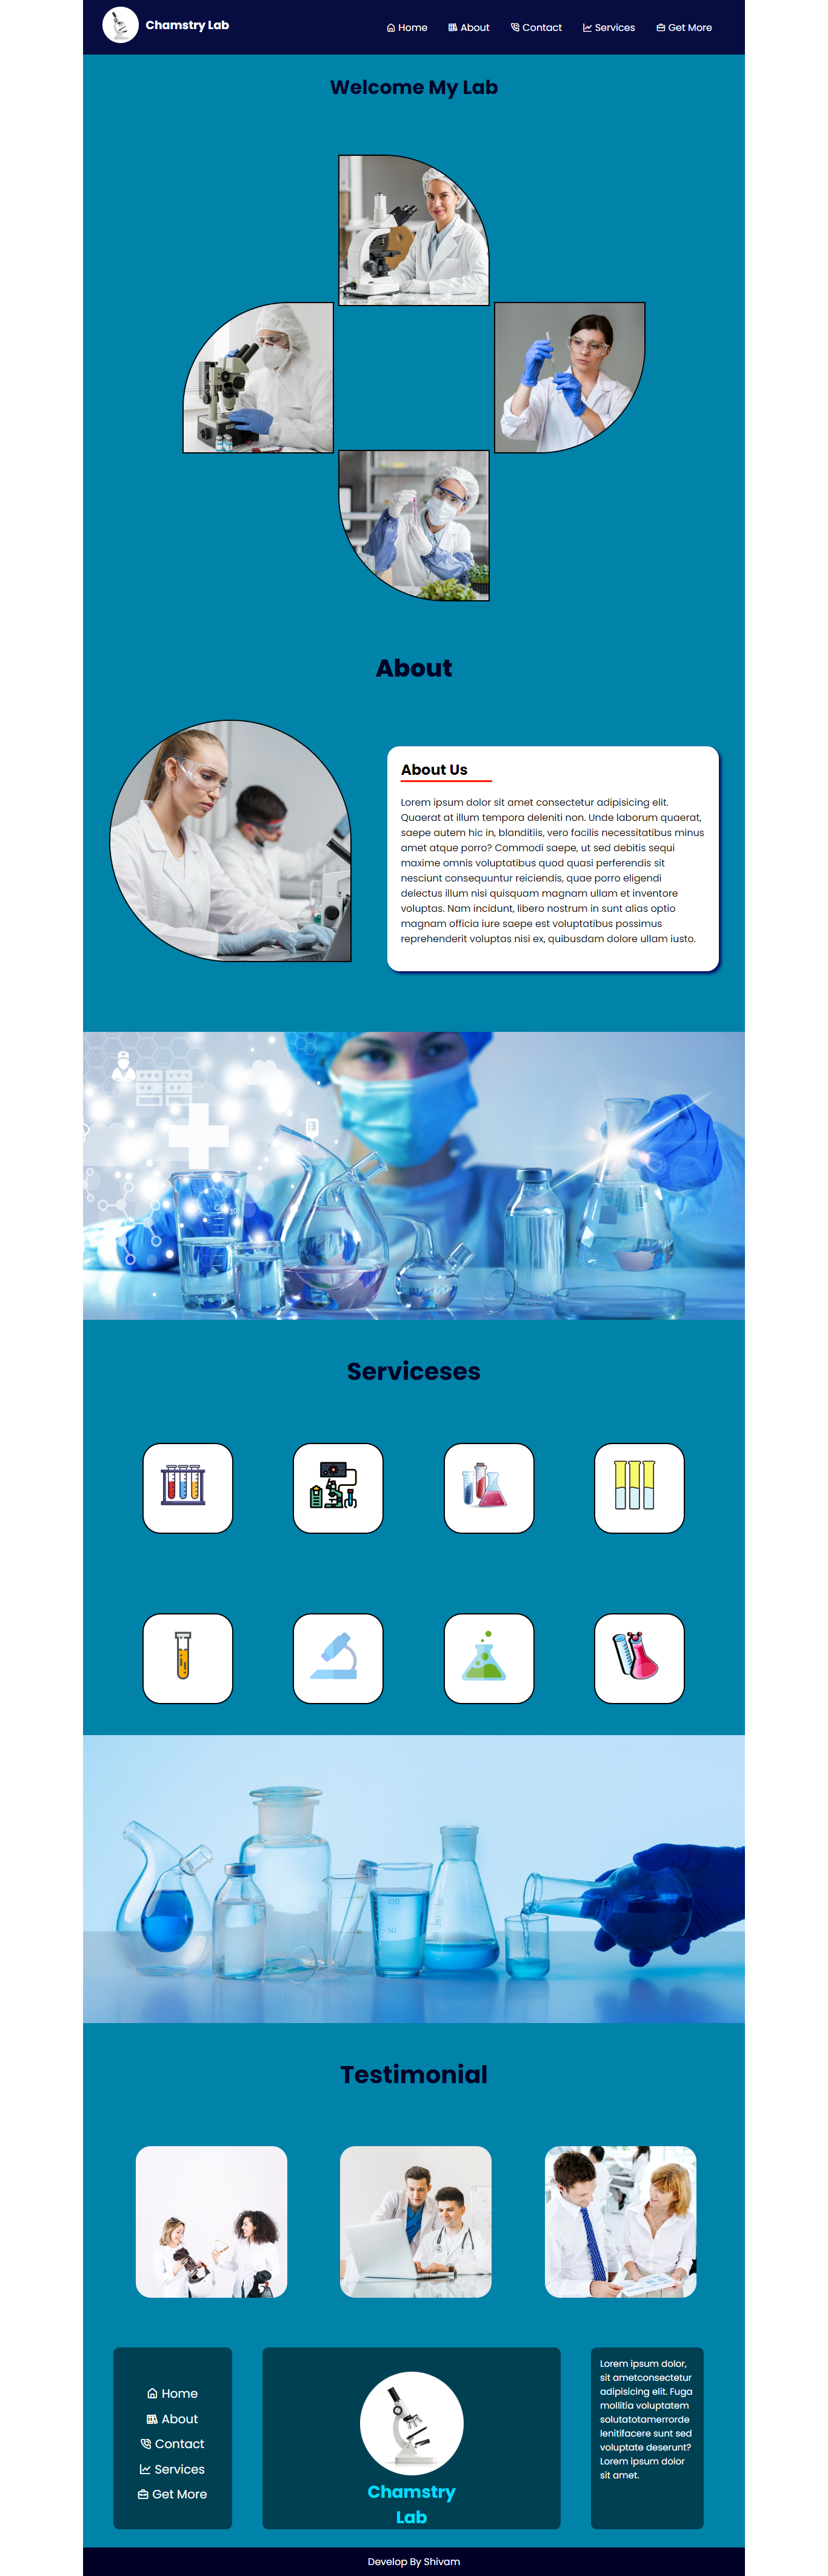 Chamstry Lab
Home About Contact Services Get More
Welcome My Lab
About
About Us
Lorem ipsum dolor sit amet consectetur adipisicing elit.
Quaerat at illum tempora deleniti non. Unde laborum quaerat,
saepe autem hic in, blanditiis, vero facilis necessitatibus minus
amet atque porro? Commodi saepe, ut sed debitis sequi
maxime omnis voluptatibus quod quasi perferendis sit
nesciunt consequuntur reiciendis, quae porro eligendi
delectus illum nisi quisquam magnam ullam et inventore
voluptas. Nam incidunt, libero nostrum in sunt alias optio
magnam officia iure saepe est voluptatibus possimus
reprehenderit voluptas nisi ex, quibusdam dolore ullam iusto.
Serviceses
100
50
Testimonial
Home
About
Contact
Services
Get More
Chamstry
Lab
Lorem ipsum dolor,
sit ametconsectetur
adipisicing elit. Fuga
mollitia voluptatem
solutatotamerrorde
lenitifacere sunt sed
voluptate deserunt?
Lorem ipsum dolor
sit amet.
Develop By Shivam